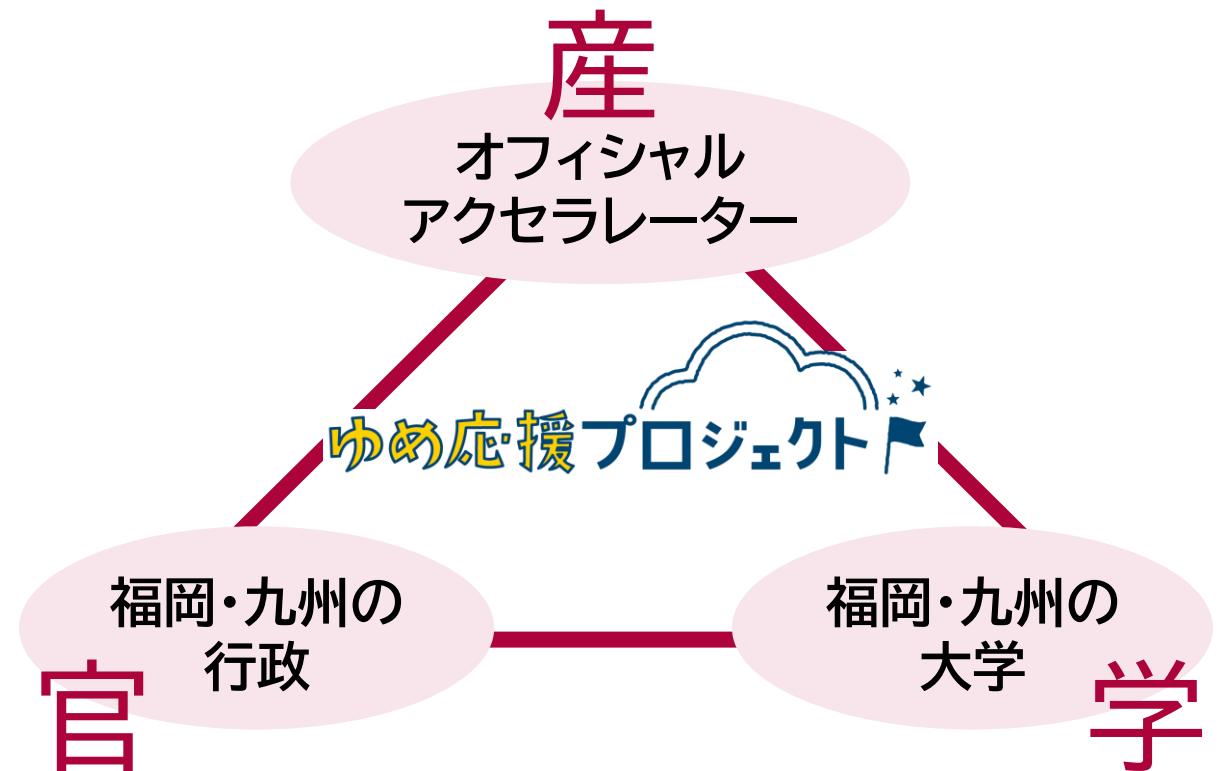 産
オフィシャル
アクセラレーター
ゆめ応援プロジェクト
福岡・九州の
行政
官
福岡・九州の
大学
学